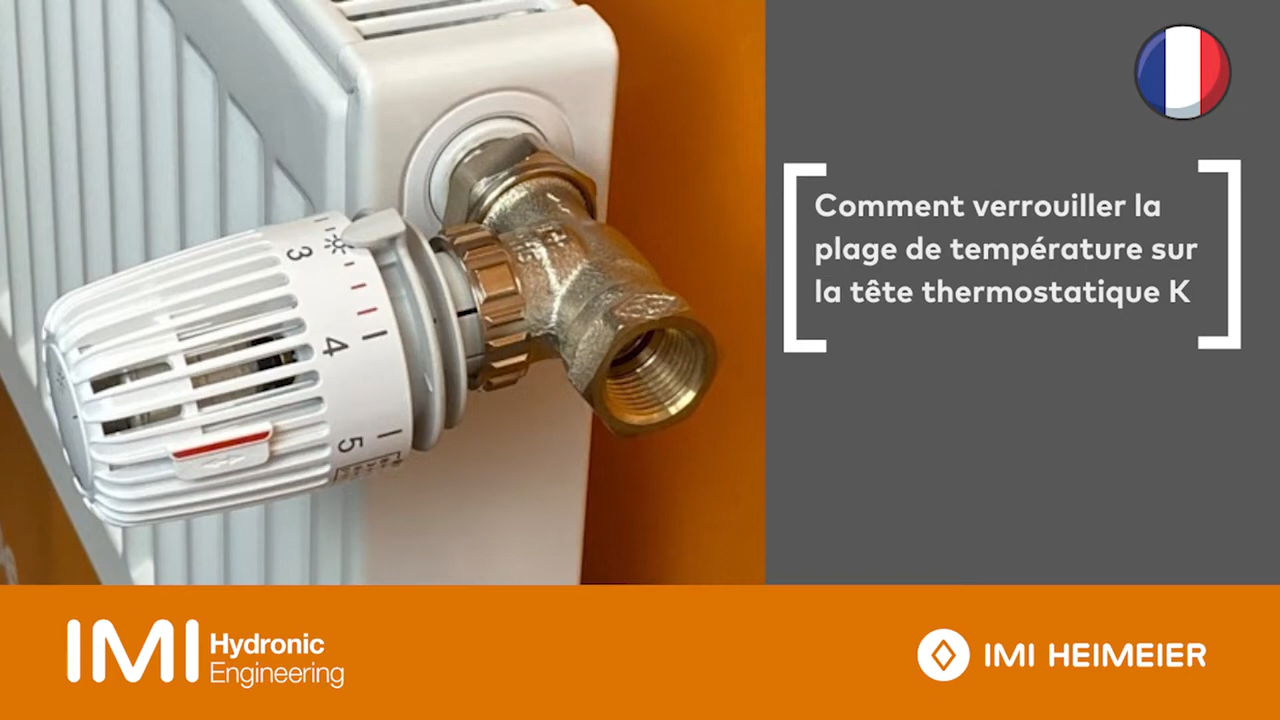 Comment verrouiller la
plage de température sur
la tête thermostatique K
3
4
5
IMI Hydronic
Engineering
IMI HEIMEIER